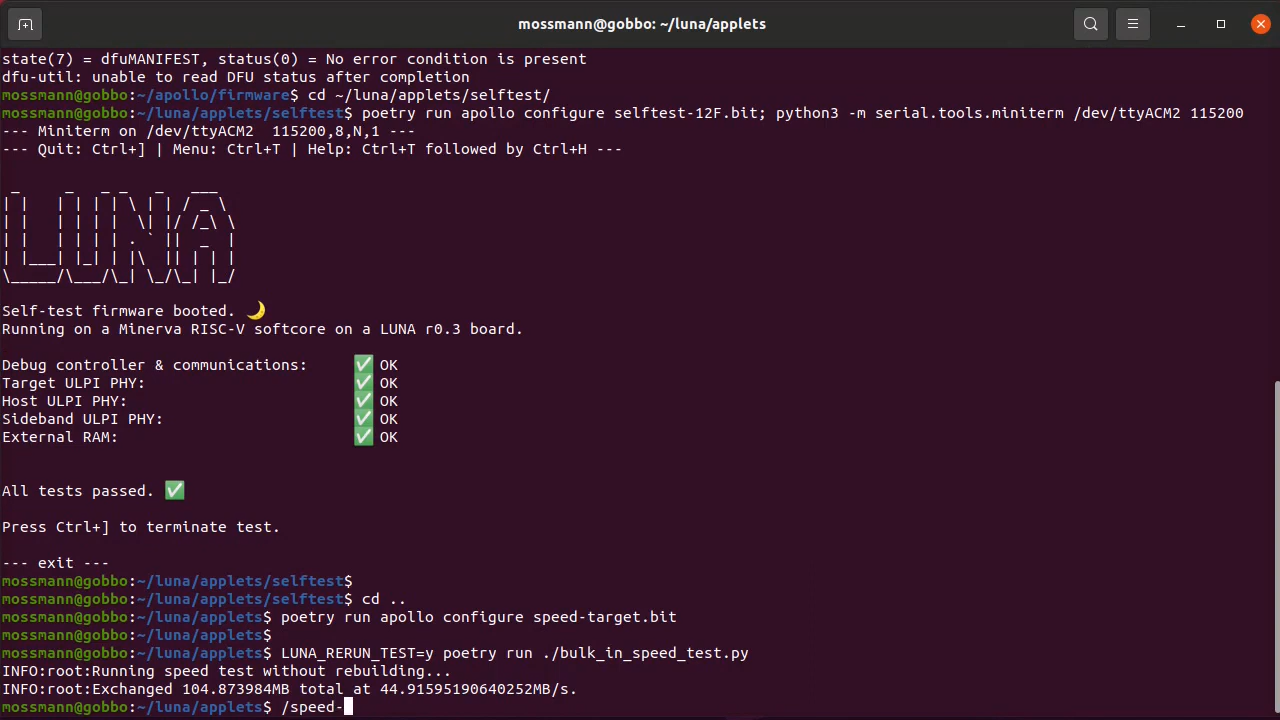 mossmann@gobbo: ~/luna/applets
state(7) = dfuMANIFEST, status(0) = No error condition is present
dfu-util: unable to read DFU status after completion
mossmann@gobbo:~/apollo/firmware$ cd ~/luna/applets/selftest/
mossmann@gobbo:~/luna/applets/selftest$ poetry run apollo configure selftest-12F.bit; python3 -m serial.tools.miniterm /dev/ttyACM2 115200
--- Miniterm on /dev/ttyACM2  115200,8,N,1 ---
--- Quit: Ctrl+] | Menu: Ctrl+T | Help: Ctrl+T followed by Ctrl+H ---
LUNA
Self-test firmware booted. 🌙
Running on a Minerva RISC-V softcore on a LUNA r0.3 board.
Debug controller & communications: ✅ OK
Target ULPI PHY: ✅ OK
Host ULPI PHY: ✅ OK
Sideband ULPI PHY: ✅ OK
External RAM: ✅ OK
All tests passed. ✅
Press Ctrl+] to terminate test.
--- exit ---
mossmann@gobbo:~/luna/applets/selftest$
mossmann@gobbo:~/luna/applets/selftest$ cd ..
mossmann@gobbo:~/luna/applets$ poetry run apollo configure speed-target.bit
mossmann@gobbo:~/luna/applets$
mossmann@gobbo:~/luna/applets$ LUNA_RERUN_TEST=y poetry run ./bulk_in_speed_test.py
INFO:root:Running speed test without rebuilding...
INFO:root:Exchanged 104.873984MB total at 44.91595190640252MB/s.
mossmann@gobbo:~/luna/applets$ /speed-